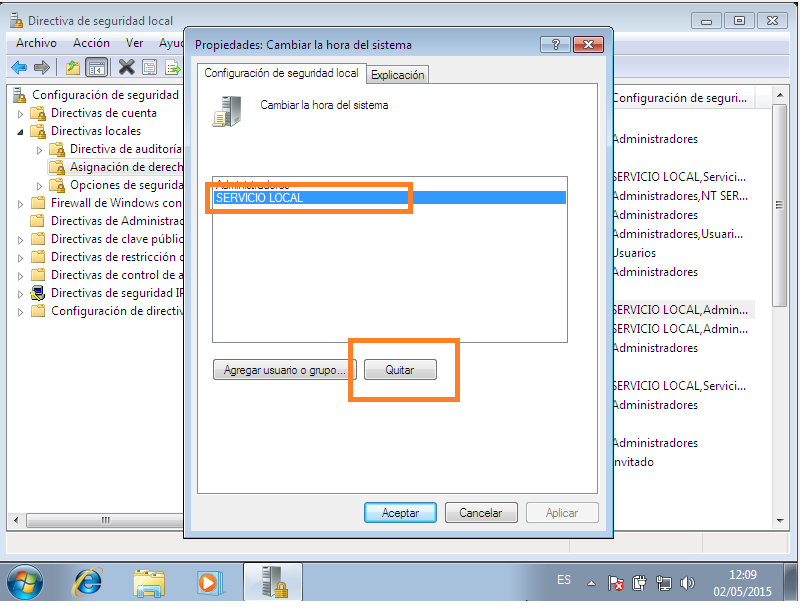 Directiva de seguridad local
Archivo Acción Ver Ayu
Propiedades: Cambiar la hora del sistema
Configuración de seguridad local
Explicación
Cambiar la hora del sistema
Administradores
SERVICIO LOCAL
Agregar usuario o grupo...
Quitar
Aceptar
Cancelar
Aplicar
Configuración de seguridad
Directivas de cuenta
Directivas locales
Directiva de auditoría
Asignación de derech
Opciones de segurida
Firewall de Windows con
Directivas de Administrac
Directivas de clave públic
Directivas de restricción d
Directivas de control de a
Directivas de seguridad IP
Configuración de directiv
Configuración de seguri...
Administradores
SERVICIO LOCAL,Servici...
Administradores,NT SER...
Administradores
Administradores,Usuari...
Usuarios
Administradores
SERVICIO LOCAL,Admin...
SERVICIO LOCAL,Admin...
Administradores
SERVICIO LOCAL,Servici...
Administradores
Administradores
nvitado
ES
12:09
02/05/2015